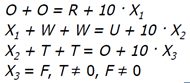 O + O = R + 10 · X₁
X₁ + W + W = U + 10 · X₂
X₂ + T + T = O + 10 · X₃
X₃ = F, T ≠ 0, F ≠ 0